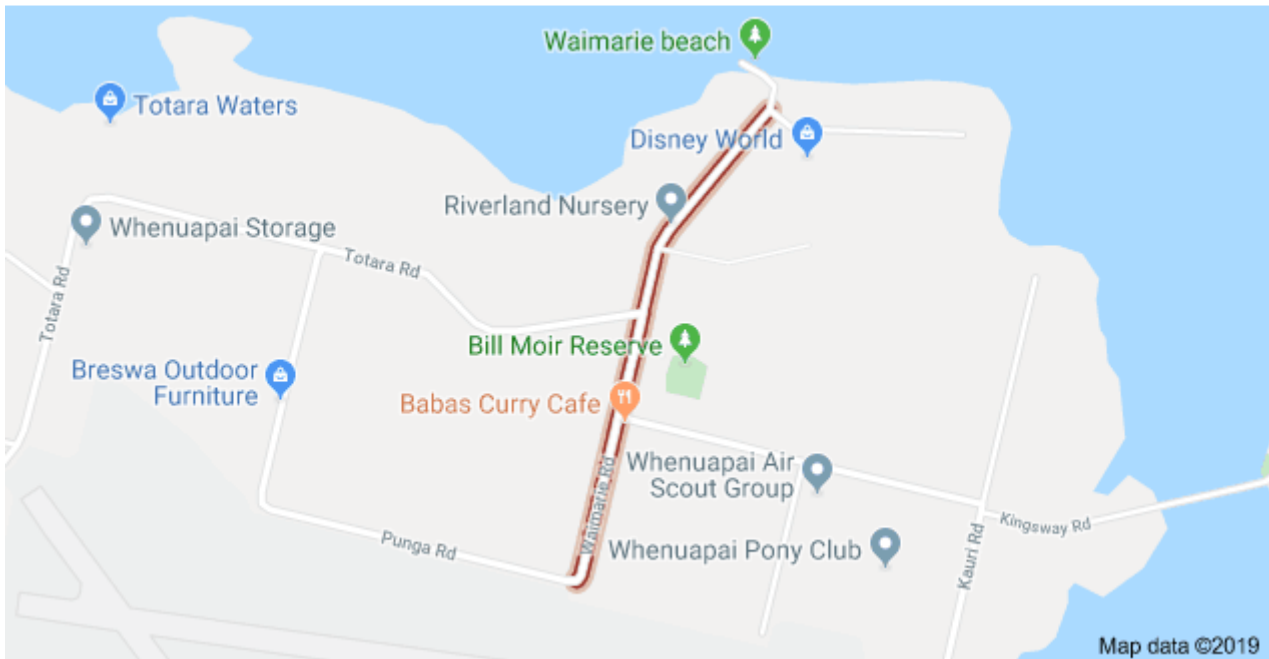 Waimarie beach
Totara Waters
Disney World
Riverland Nursery
Whenuapai Storage
Totara Rd
Totara Rd
Bill Moir Reserve
Breswa Outdoor
Furniture
Babas Curry Cafe
Whenuapai Air
Scout Group
Waimarie Rd
Kingsway Rd
Punga Rd
Whenuapai Pony Club
Kauri Rd
Map data ©2019